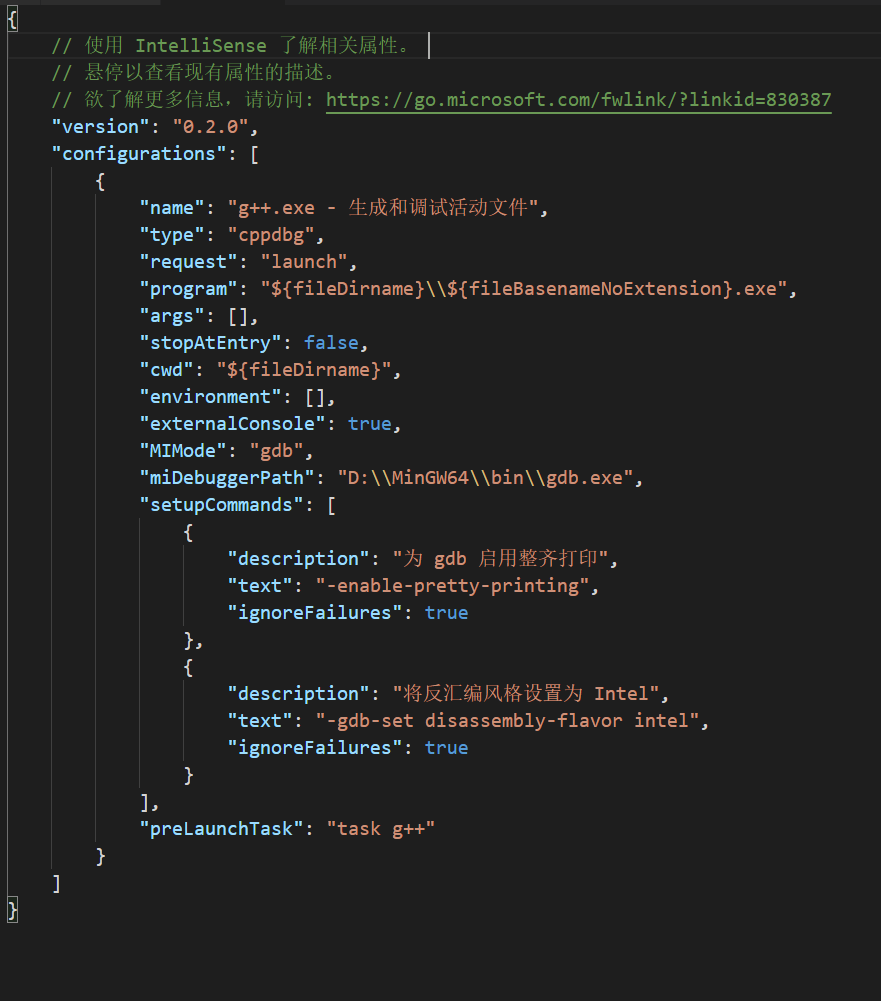 {
    // 使用 IntelliSense 了解相关属性。
    // 悬停以查看现有属性的描述。
    // 欲了解更多信息，请访问: https://go.microsoft.com/fwlink/?linkid=830387
    "version": "0.2.0",
    "configurations": [
        {
            "name": "g++.exe - 生成和调试活动文件",
            "type": "cppdbg",
            "request": "launch",
            "program": "${fileDirname}\\${fileBasenameNoExtension}.exe",
            "args": [],
            "stopAtEntry": false,
            "cwd": "${fileDirname}",
            "environment": [],
            "externalConsole": true,
            "MIMode": "gdb",
            "miDebuggerPath": "D:\\MinGW64\\bin\\gdb.exe",
            "setupCommands": [
                {
                    "description": "为 gdb 启用整齐打印",
                    "text": "-enable-pretty-printing",
                    "ignoreFailures": true
                },
                {
                    "description": "将反汇编风格设置为 Intel",
                    "text": "-gdb-set disassembly-flavor intel",
                    "ignoreFailures": true
                }
            ],
            "preLaunchTask": "task g++"
        }
    ]
}